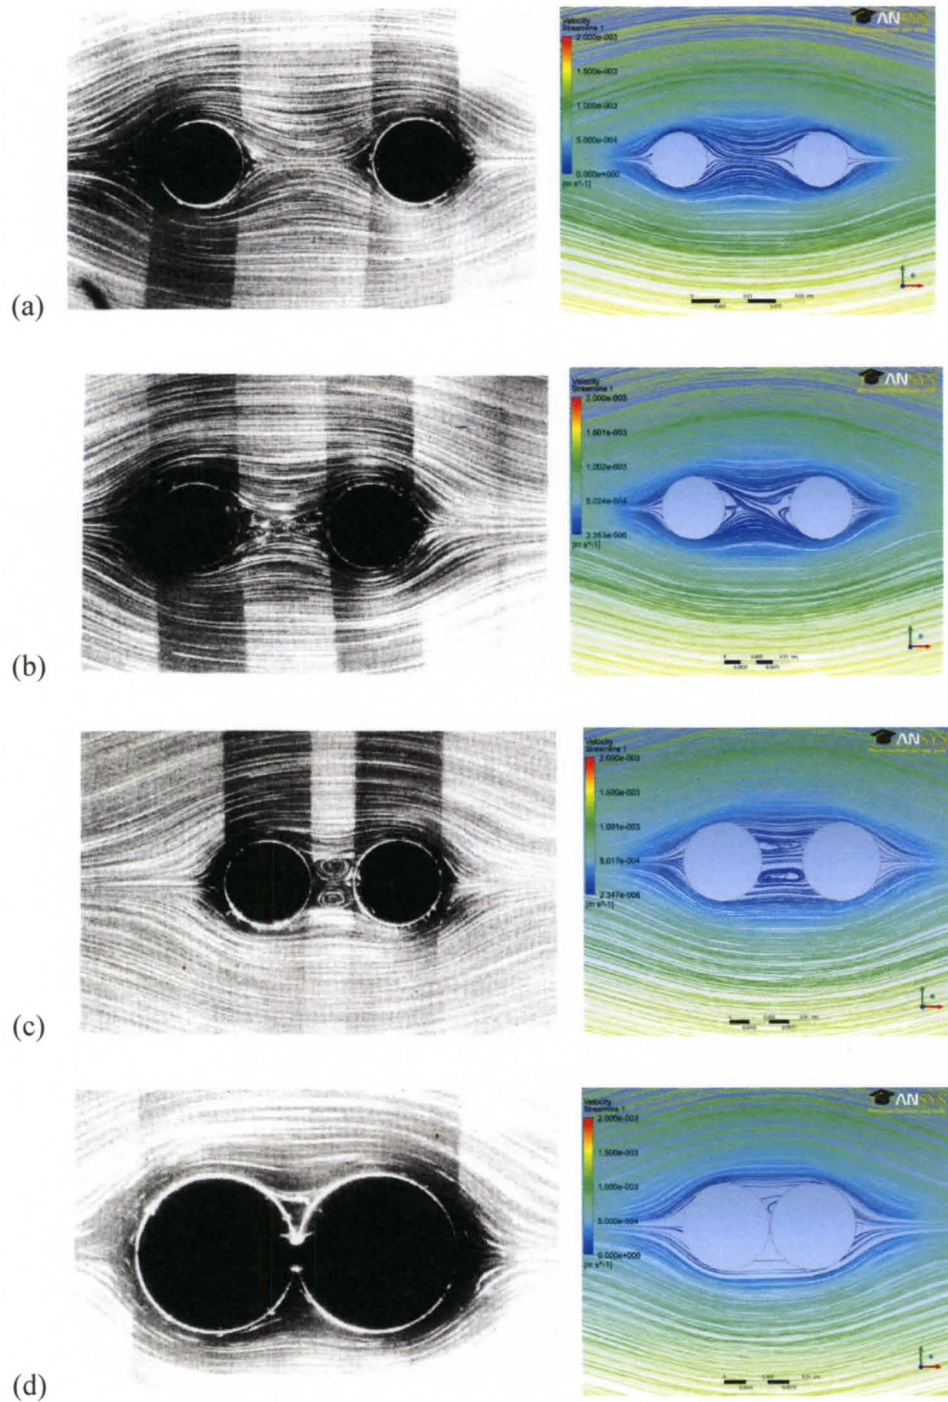 Velocity
Streamline 1
ANSYS
2.000e-003
1.500e-003
1.000e-003
5.000e-004
0.000e+000
[m s^-1]
(a)
Velocity
Streamline 1
ANSYS
2.000e-003
1.501e-003
1.002e-003
5.024e-004
[m s^-1]
(b)
Velocity
Streamline 1
ANSYS
2.000e-003
1.500e-003
1.001e-003
5.017e-004
2.347e-006
[m s^-1]
(c)
Velocity
Streamline 1
ANSYS
2.000e-003
1.500e-003
1.000e-003
5.000e-004
0.000e+000
[m s^-1]
(d)